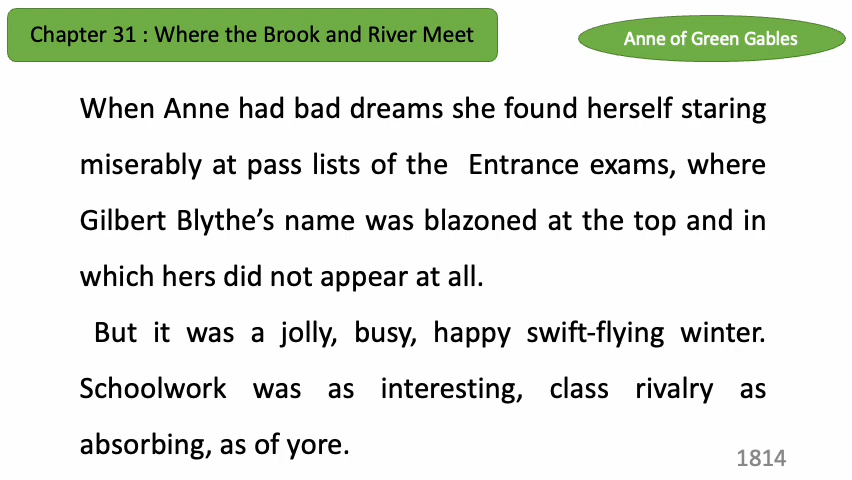 Chapter 31 : Where the Brook and River Meet
Anne of Green Gables
When Anne had bad dreams she found herself staring
miserably at pass lists of the Entrance exams, where
Gilbert Blythe’s name was blazoned at the top and in
which hers did not appear at all.
But it was a jolly, busy, happy swift-flying winter.
Schoolwork was as interesting, class rivalry as
absorbing, as of yore.
1814